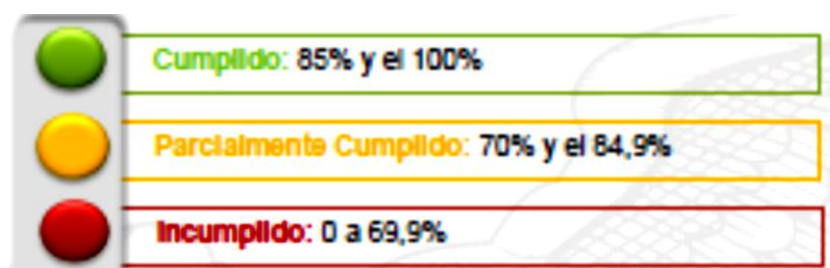 Cumplido: 85% y el 100%
Parcialmente Cumplido: 70% y el 84,9%
Incumplido: 0 a 69,9%